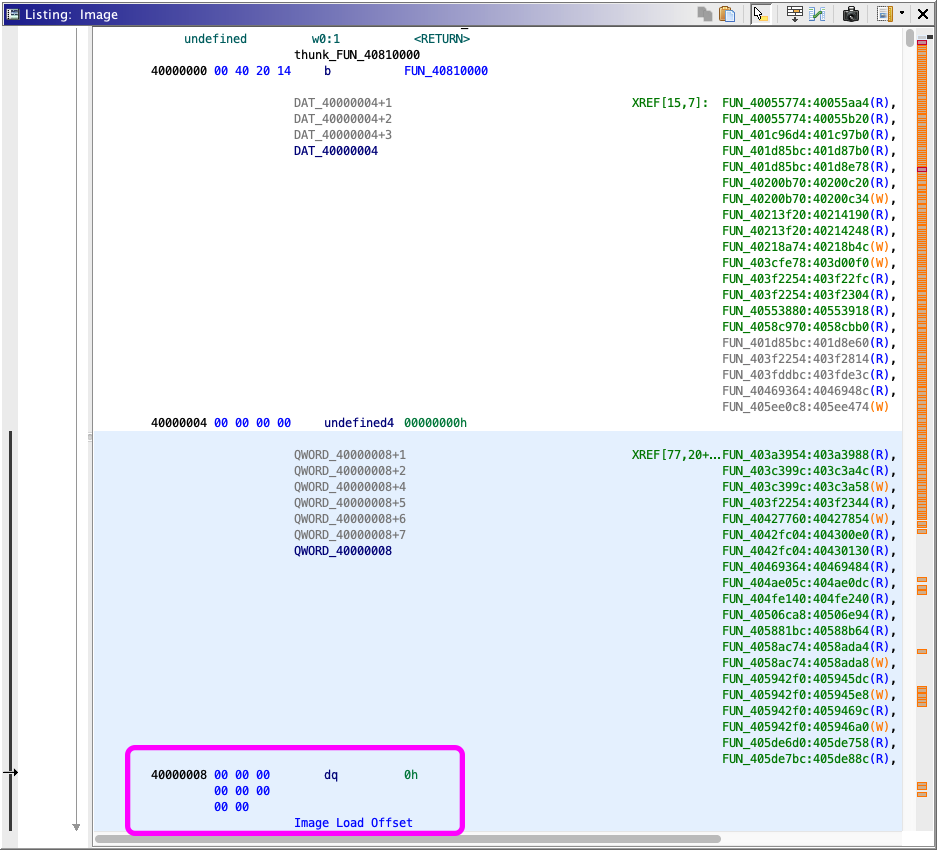 Listing: Image
undefined w0:1 <RETURN>
thunk_FUN_40810000
40000000 00 40 20 14 b FUN_40810000
DAT_40000004+1 XREF[15,7]: FUN_40055774:40055aa4(R),
DAT_40000004+2 FUN_40055774:40055b20(R),
DAT_40000004+3 FUN_401c96d4:401c97b0(R),
DAT_40000004 FUN_401d85bc:401d87b0(R),
FUN_401d85bc:401d8e78(R),
FUN_40200b70:40200c20(R),
FUN_40200b70:40200c34(W),
FUN_40213f20:40214190(R),
FUN_40213f20:40214248(R),
FUN_40218a74:40218b4c(W),
FUN_403cfe78:403d00f0(W),
FUN_403f2254:403f22fc(R),
FUN_403f2254:403f2304(R),
FUN_40553880:40553918(R),
FUN_4058c970:4058cbb0(R),
FUN_401d85bc:401d8e60(R),
FUN_403f2254:403f2814(R),
FUN_403fddbc:403fde3c(R),
FUN_40469364:4046948c(R),
FUN_405ee0c8:405ee474(W)
40000004 00 00 00 00 undefined4 00000000h
QWORD_40000008+1 XREF[77,20+...FUN_403a3954:403a3988(R),
QWORD_40000008+2 FUN_403c399c:403c3a4c(R),
QWORD_40000008+4 FUN_403c399c:403c3a58(W),
QWORD_40000008+5 FUN_403f2254:403f2344(R),
QWORD_40000008+6 FUN_40427760:40427854(W),
QWORD_40000008+7 FUN_4042fc04:404300e0(R),
QWORD_40000008 FUN_4042fc04:40430130(R),
FUN_40469364:40469484(R),
FUN_404ae05c:404ae0dc(R),
FUN_404fe140:404fe240(R),
FUN_40506ca8:40506e94(R),
FUN_405881bc:40588b64(R),
FUN_4058ac74:4058ada4(R),
FUN_4058ac74:4058ada8(W),
FUN_405942f0:405945dc(R),
FUN_405942f0:405945e8(W),
FUN_405942f0:4059469c(R),
FUN_405942f0:405946a0(W),
FUN_405de6d0:405de758(R),
FUN_405de7bc:405de88c(R),
40000008 00 00 00 dq 0h
00 00 00
00 00
Image Load Offset